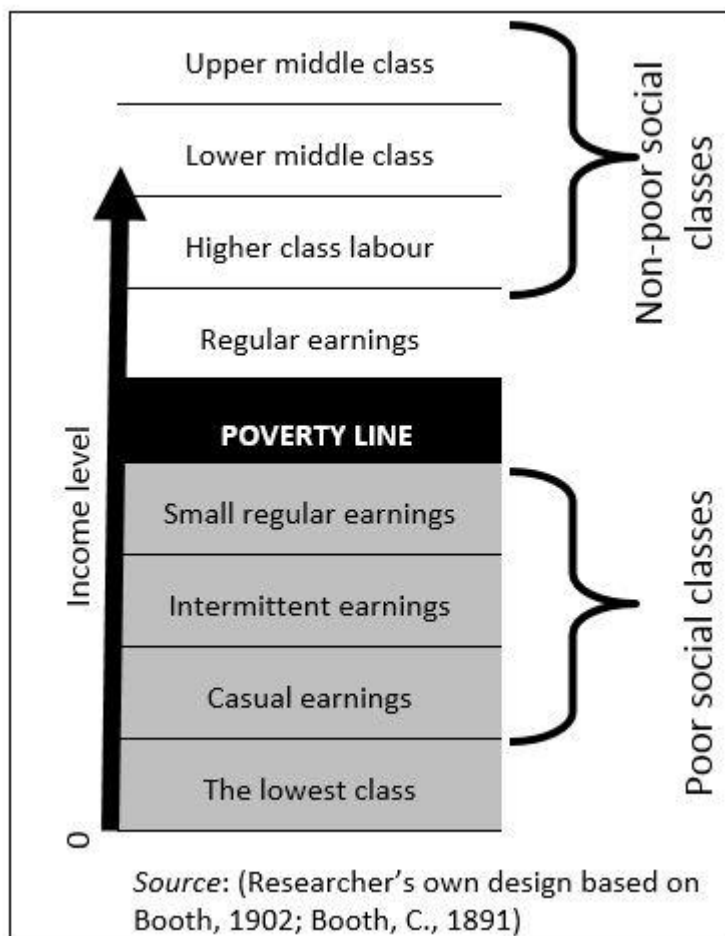 Upper middle class
Lower middle class
Higher class labour
Regular earnings
POVERTY LINE
Small regular earnings
Intermittent earnings
Casual earnings
The lowest class
Non-poor social
classes
Poor social classes
Income level
0
Source: (Researcher’s own design based on
Booth, 1902; Booth, C., 1891)